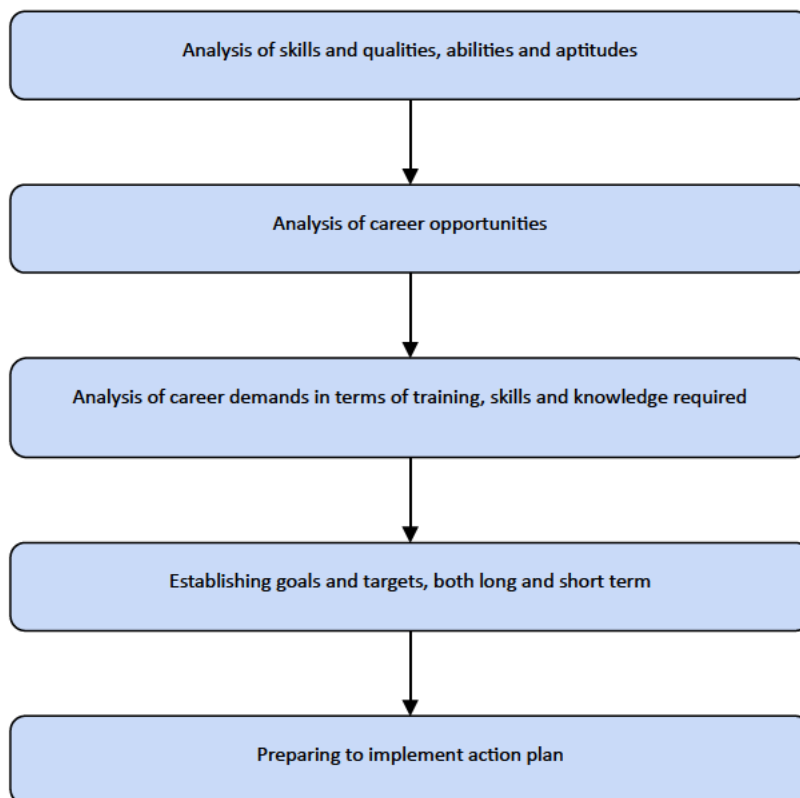 Analysis of skills and qualities, abilities and aptitudes
Analysis of career opportunities
Analysis of career demands in terms of training, skills and knowledge required
Establishing goals and targets, both long and short term
Preparing to implement action plan